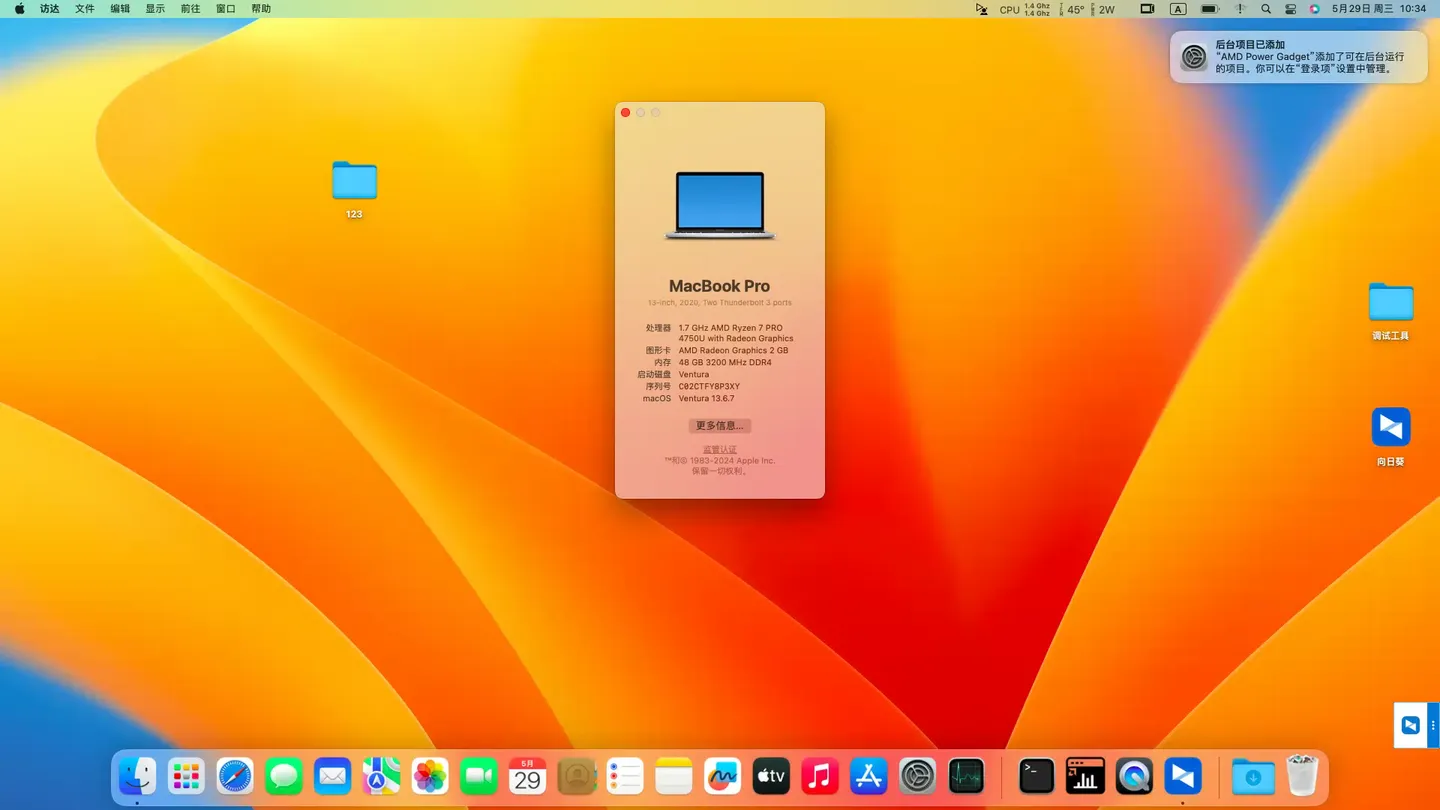 访达 文件 编辑 显示 前往 窗口 帮助
CPU 1.4 Ghz 1.4 Ghz 45° 2W A 5月29日 周三 10:34
后台项目已添加
“AMD Power Gadget”添加了可在后台运行
的项目。你可以在“登录项”设置中管理。
123
MacBook Pro
13-inch, 2020, Two Thunderbolt 3 ports
处理器 1.7 GHz AMD Ryzen 7 PRO
4750U with Radeon Graphics
图形卡 AMD Radeon Graphics 2 GB
内存 48 GB 3200 MHz DDR4
启动磁盘 Ventura
序列号 C02CTFY8P3XY
macOS Ventura 13.6.7
更多信息...
监管认证
™和© 1983-2024 Apple Inc.
保留一切权利。
调试工具
向日葵
5月
29
tv